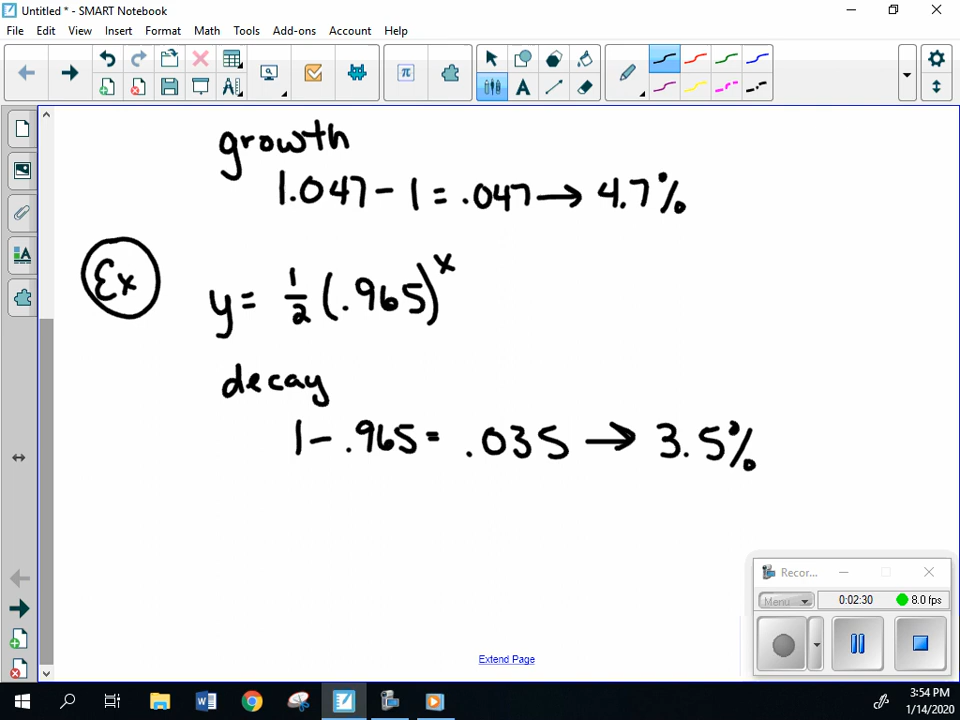 Untitled * - SMART Notebook
File Edit View Insert Format Math Tools Add-ons Account Help
growth
1.047 - 1 = .047 → 4.7%
Ex
y = 1/2 (.965)^x
decay
1 - .965 = .035 → 3.5%
Recor...
Menu 0:02:30 8.0 fps
Extend Page
3:54 PM
1/14/2020